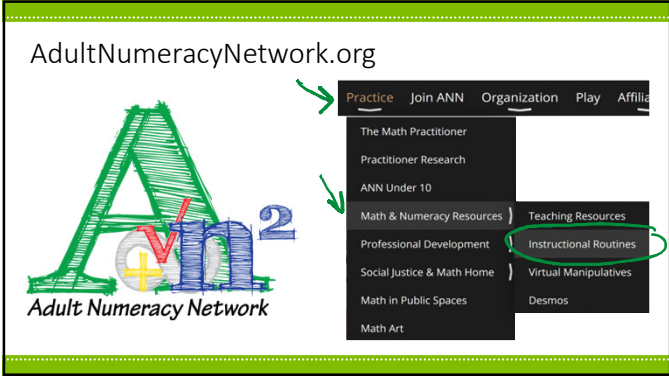 AdultNumeracyNetwork.org
Practice Join ANN Organization Play Affilia
The Math Practitioner
Practitioner Research
ANN Under 10
Math & Numeracy Resources Teaching Resources
Professional Development Instructional Routines
Social Justice & Math Home Virtual Manipulatives
Math in Public Spaces Desmos
Math Art
A√+n²
Adult Numeracy Network